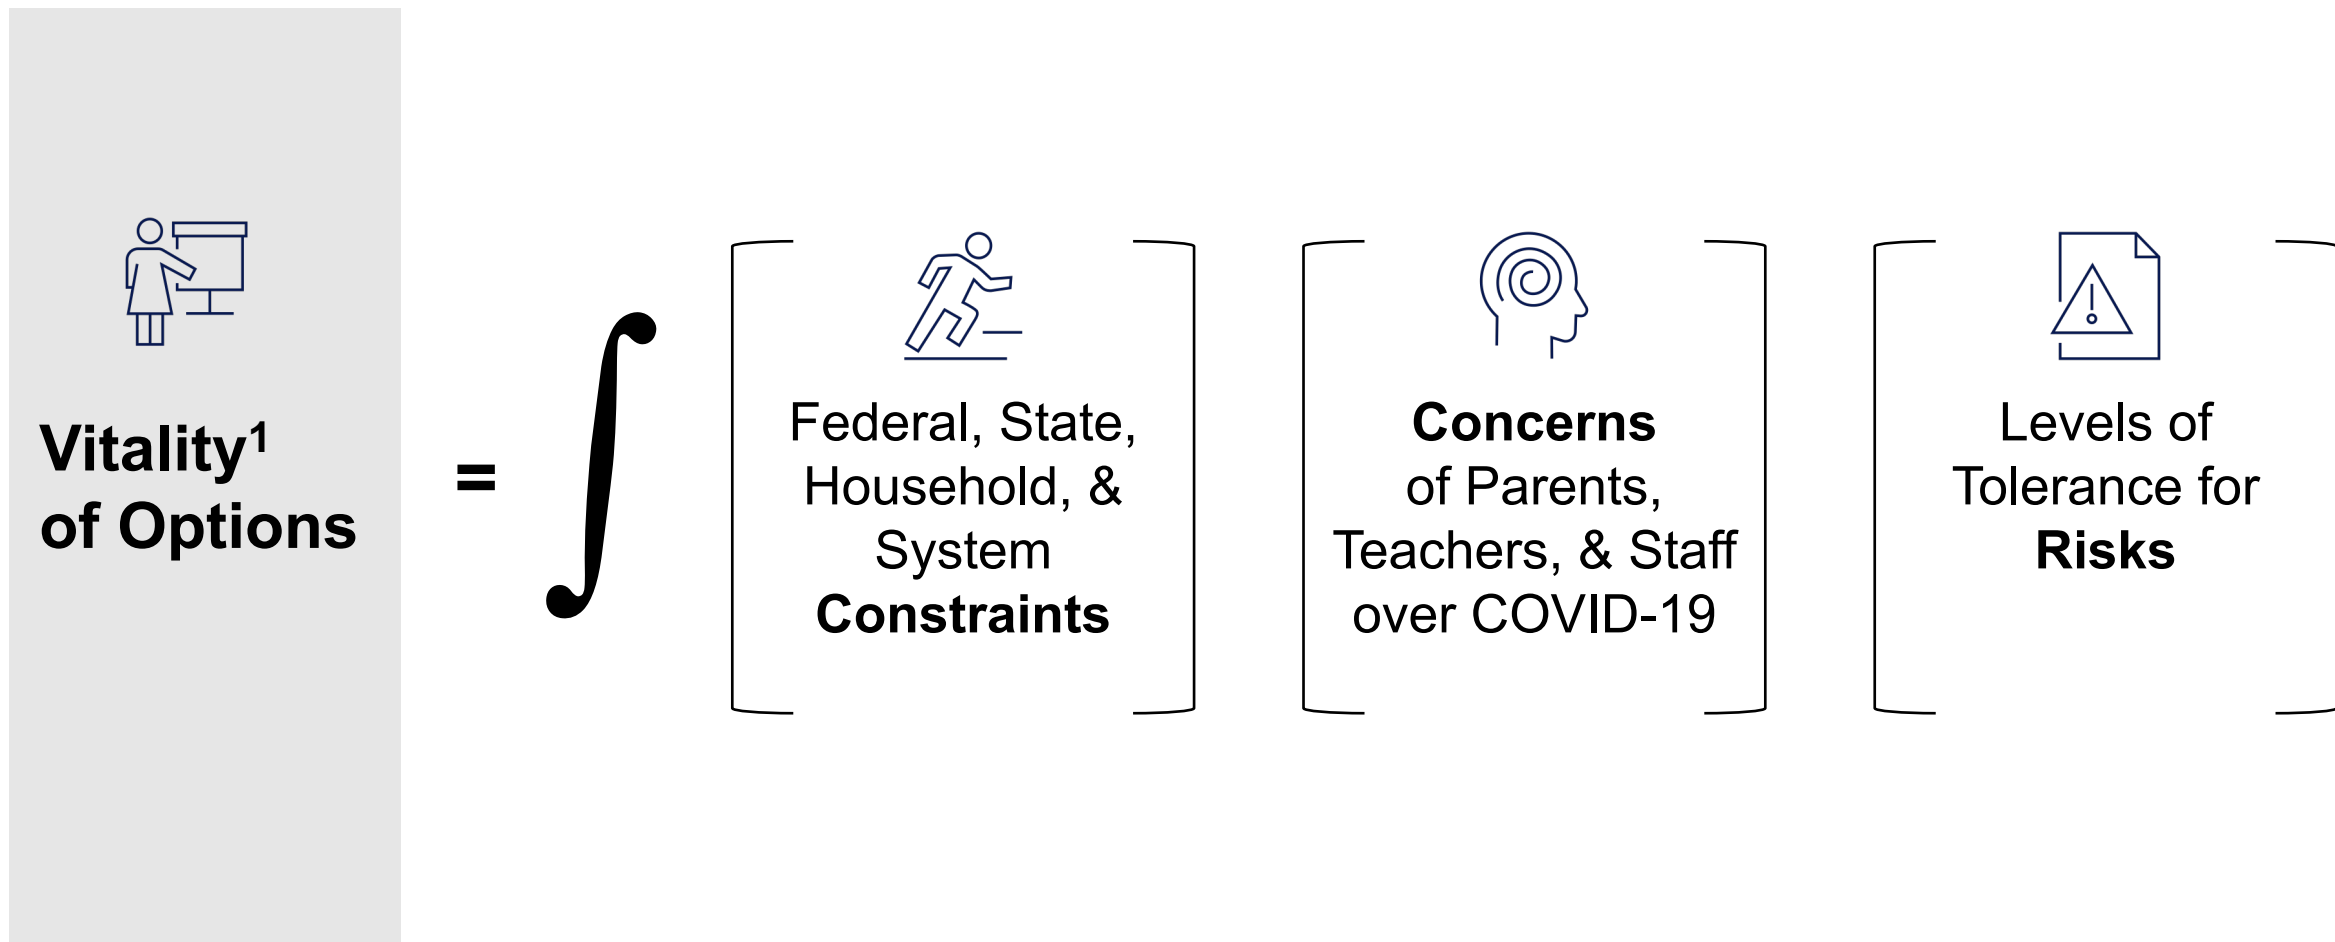 Vitality¹
of Options
=
∫
Federal, State,
Household, &
System
Constraints
Concerns
of Parents,
Teachers, & Staff
over COVID-19
Levels of
Tolerance for
Risks